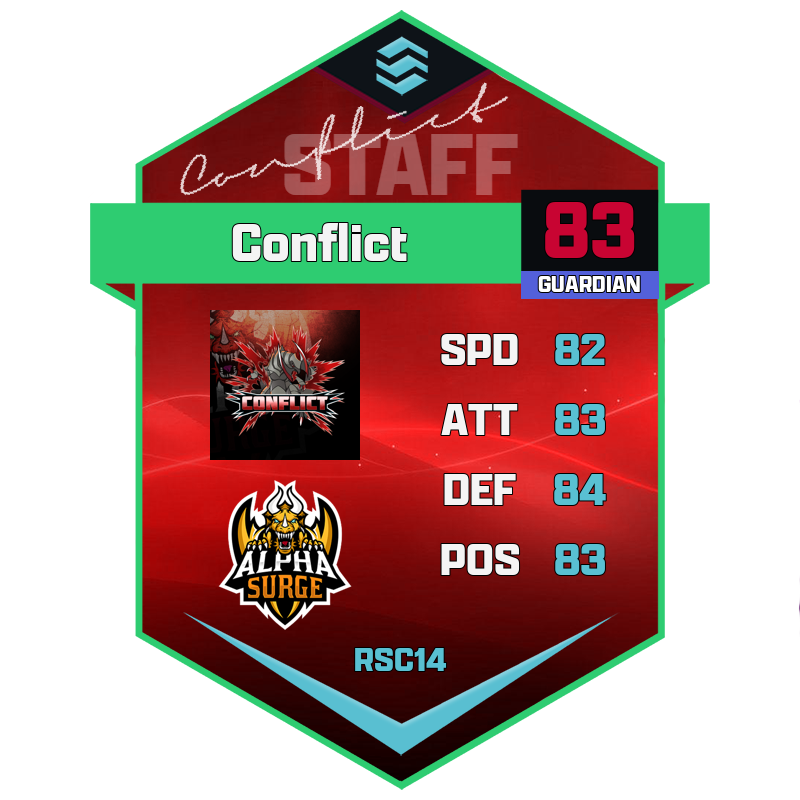 Conflict
STAFF
Conflict
83
GUARDIAN
CONFLICT
SPD 82
ATT 83
DEF 84
POS 83
ALPHA
SURGE
RSC14